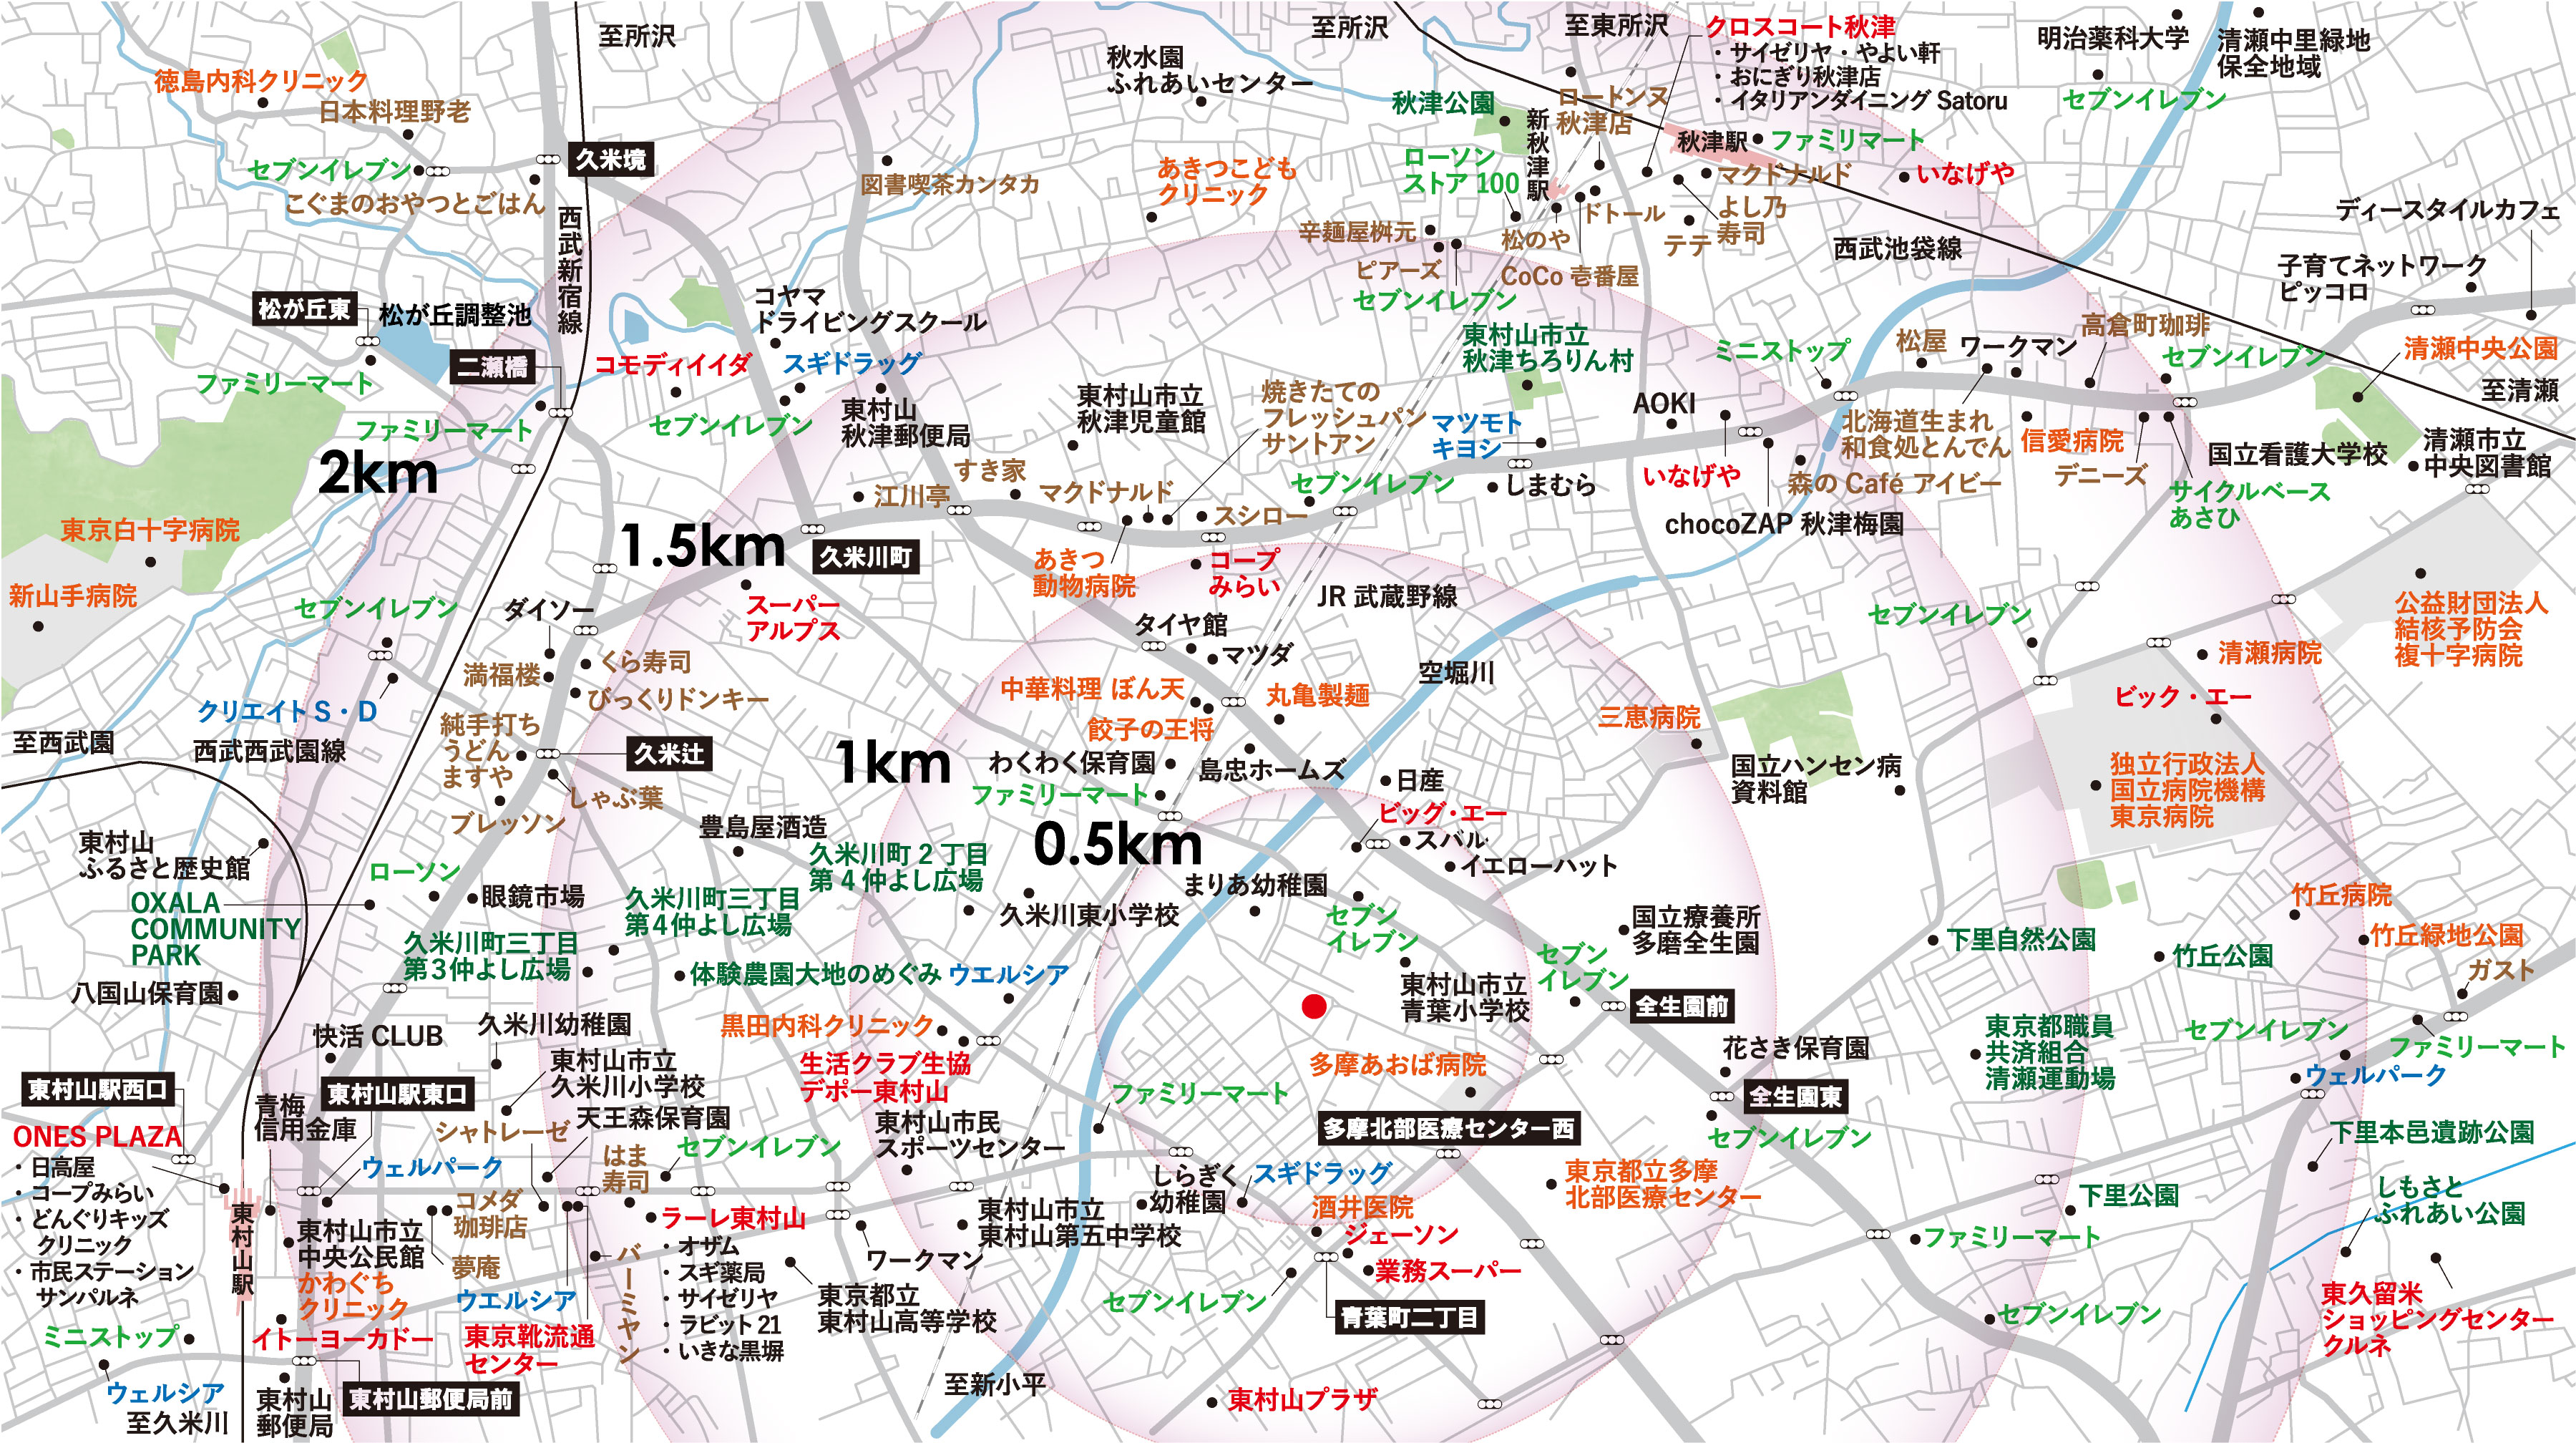 至所沢
至所沢
至東所沢
クロスコート秋津
・サイゼリヤ・やよい軒
・おにぎり秋津店
・イタリアンダイニング Satoru
明治薬科大学
清瀬中里緑地
保全地域
セブンイレブン
徳島内科クリニック
日本料理野老
セブンイレブン
久米境
こぐまのおやつとごはん
西武新宿線
秋水園
ふれあいセンター
秋津公園
新秋津駅
ロートンヌ
秋津店
秋津駅
ファミリマート
ローソン
ストア 100
図書喫茶カンタカ
あきつこども
クリニック
マクドナルド
いなげや
ドトール
よし乃
寿司
テテ
辛麺屋桝元
松のや
ピアーズ
CoCo 壱番屋
セブンイレブン
西武池袋線
ディースタイルカフェ
子育てネットワーク
ピッコロ
松が丘東
松が丘調整池
二瀬橋
ファミリーマート
ファミリーマート
コヤマ
ドライビングスクール
コモディイイダ
スギドラッグ
セブンイレブン
東村山
秋津郵便局
東村山市立
秋津児童館
焼きたての
フレッシュパン
サントアン
東村山市立
秋津ちろりん村
マツモト
キヨシ
しまむら
AOKI
ミニストップ
松屋
ワークマン
高倉町珈琲
セブンイレブン
清瀬中央公園
至清瀬
北海道生まれ
和食処とんでん
信愛病院
デニーズ
国立看護大学校
清瀬市立
中央図書館
サイクルベース
あさひ
森の Café アイビー
いなげや
chocoZAP 秋津梅園
2km
1.5km
江川亭
すき家
マクドナルド
スシロー
セブンイレブン
久米川町
あきつ
動物病院
コープ
みらい
JR 武蔵野線
東京白十字病院
新山手病院
セブンイレブン
ダイソー
スーパー
アルプス
満福楼
くら寿司
びっくりドンキー
クリエイト S・D
至西武園
西武西武園線
純手打ち
うどん
ますや
久米辻
しゃぶ葉
ブレッソン
タイヤ館
マツダ
空堀川
中華料理 ぼん天
餃子の王将
丸亀製麺
三恵病院
わくわく保育園
島忠ホームズ
ファミリーマート
日産
ビッグ・エー
スバル
イエローハット
国立ハンセン病
資料館
セブンイレブン
清瀬病院
公益財団法人
結核予防会
複十字病院
ビック・エー
独立行政法人
国立病院機構
東京病院
1km
0.5km
東村山
ふるさと歴史館
OXALA
COMMUNITY
PARK
八国山保育園
ローソン
眼鏡市場
豊島屋酒造
久米川町 2 丁目
第 4 仲よし広場
久米川町三丁目
第4仲よし広場
久米川町三丁目
第3仲よし広場
体験農園大地のめぐみ
ウエルシア
久米川東小学校
まりあ幼稚園
セブン
イレブン
東村山市立
青葉小学校
セブン
イレブン
国立療養所
多磨全生園
全生園前
下里自然公園
竹丘公園
竹丘病院
竹丘緑地公園
ガスト
快活 CLUB
久米川幼稚園
東村山市立
久米川小学校
天王森保育園
黒田内科クリニック
生活クラブ生協
デポー東村山
東村山市民
スポーツセンター
ファミリーマート
多摩あおば病院
多摩北部医療センター西
花さき保育園
全生園東
セブンイレブン
東京都職員
共済組合
清瀬運動場
セブンイレブン
ファミリーマート
ウェルパーク
下里本邑遺跡公園
東村山駅西口
ONES PLAZA
・日高屋
・コープみらい
・どんぐりキッズ
クリニック
・市民ステーション
サンパルネ
ミニストップ
ウェルシア
至久米川
東村山駅
青梅
信用金庫
東村山駅東口
シャトレーゼ
ウェルパーク
コメダ
珈琲店
はま
寿司
セブンイレブン
東村山市立
中央公民館
夢庵
かわぐち
クリニック
イトーヨーカドー
ウエルシア
東京靴流通
センター
バーミヤン
ラーレ東村山
・オザム
・スギ薬局
・サイゼリヤ
・ラビット 21
・いきな黒塀
東村山
郵便局
東村山郵便局前
ワークマン
東京都立
東村山高等学校
東村山市立
東村山第五中学校
しらぎく
幼稚園
スギドラッグ
酒井医院
ジェーソン
業務スーパー
セブンイレブン
青葉町二丁目
東村山プラザ
至新小平
東京都立多摩
北部医療センター
下里公園
ファミリーマート
セブンイレブン
しもさと
ふれあい公園
東久留米
ショッピングセンター
クルネ